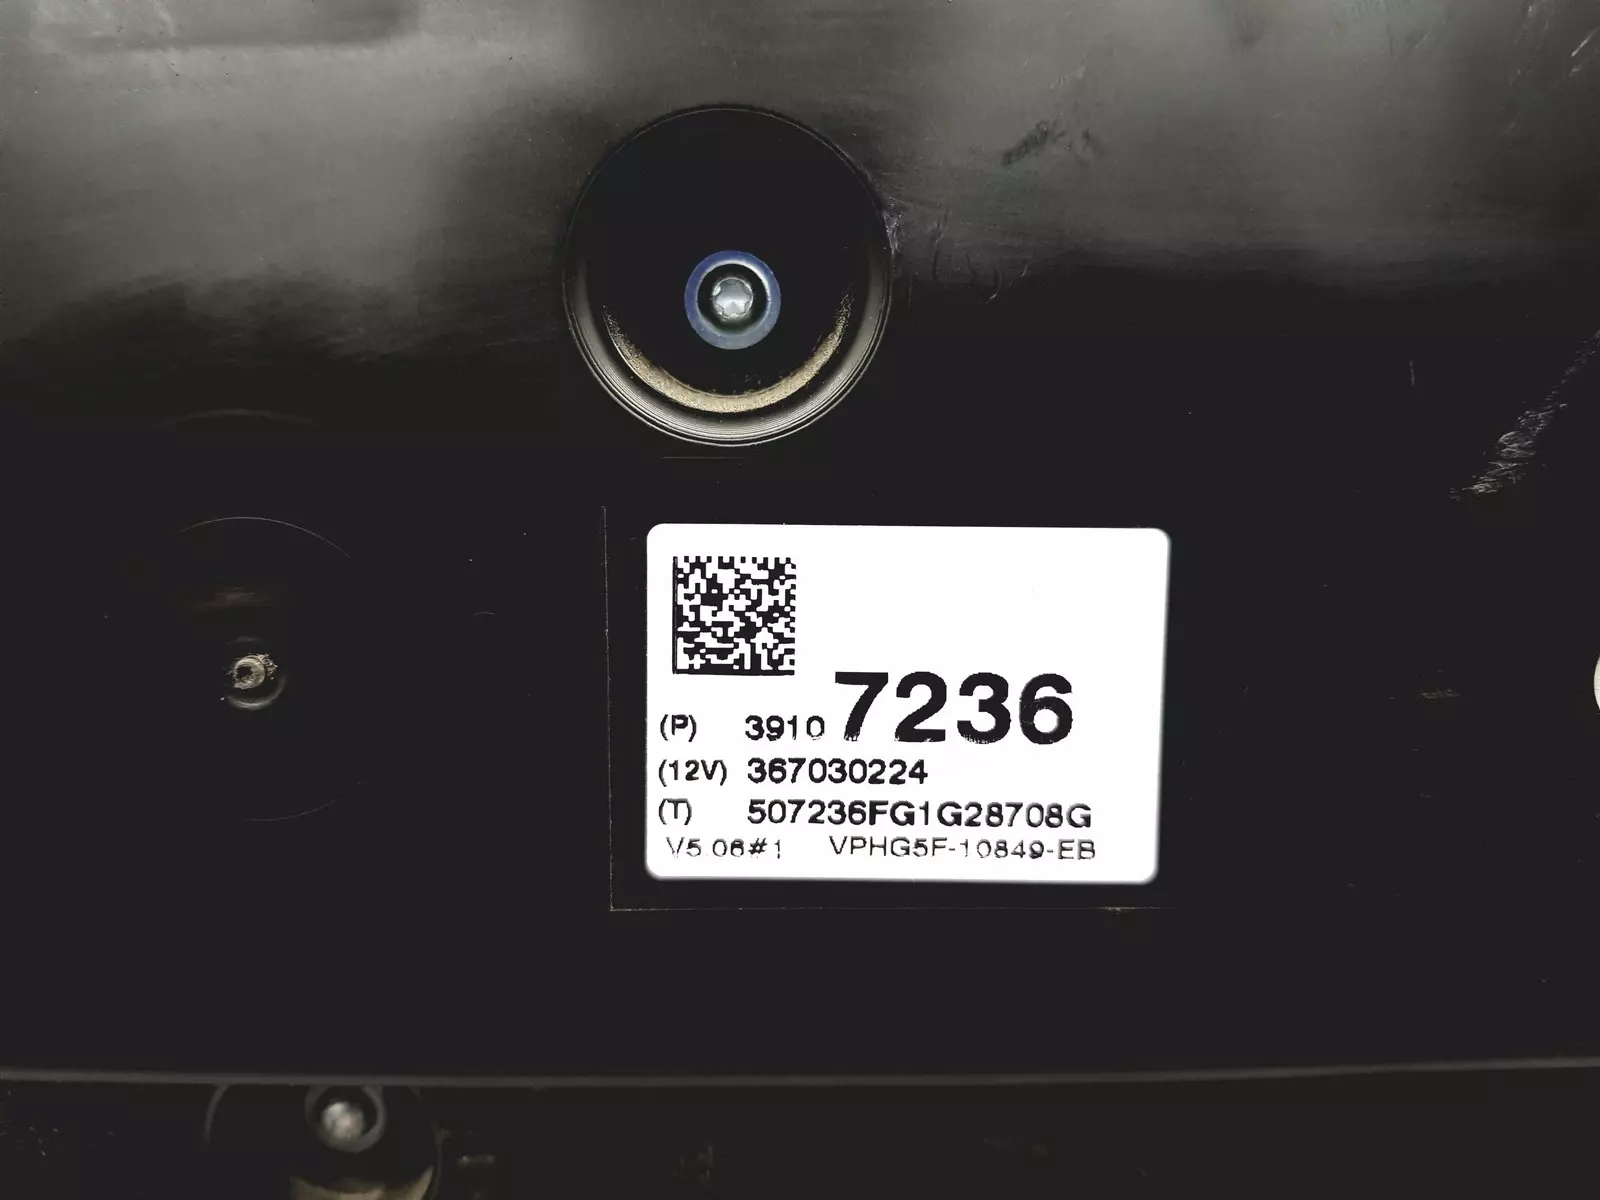 (P) 3910 7236
(12V) 367030224
(T) 507236FG1G28708G
V5.06#1 VPHG5F-10849-EB